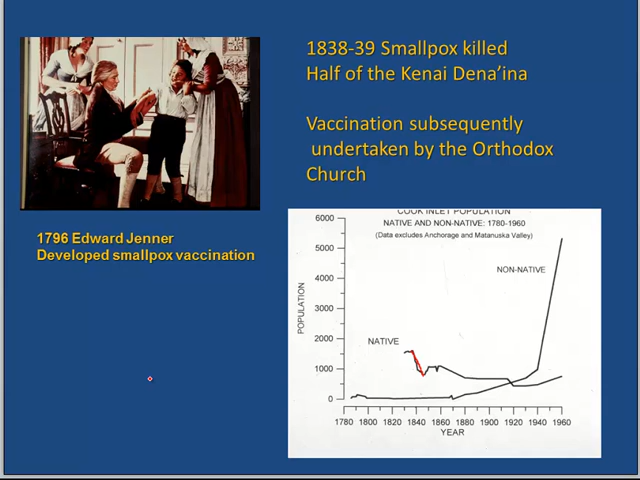 1838-39 Smallpox killed
Half of the Kenai Dena’ina
Vaccination subsequently
undertaken by the Orthodox
Church
1796 Edward Jenner
Developed smallpox vaccination
COOK INLET POPULATION
NATIVE AND NON-NATIVE: 1780-1960
(Data excludes Anchorage and Matanuska Valley)
6000
5000
4000
3000
2000
1000
0
POPULATION
NON-NATIVE
NATIVE
1780 1800 1820 1840 1860 1880 1900 1920 1940 1960
YEAR